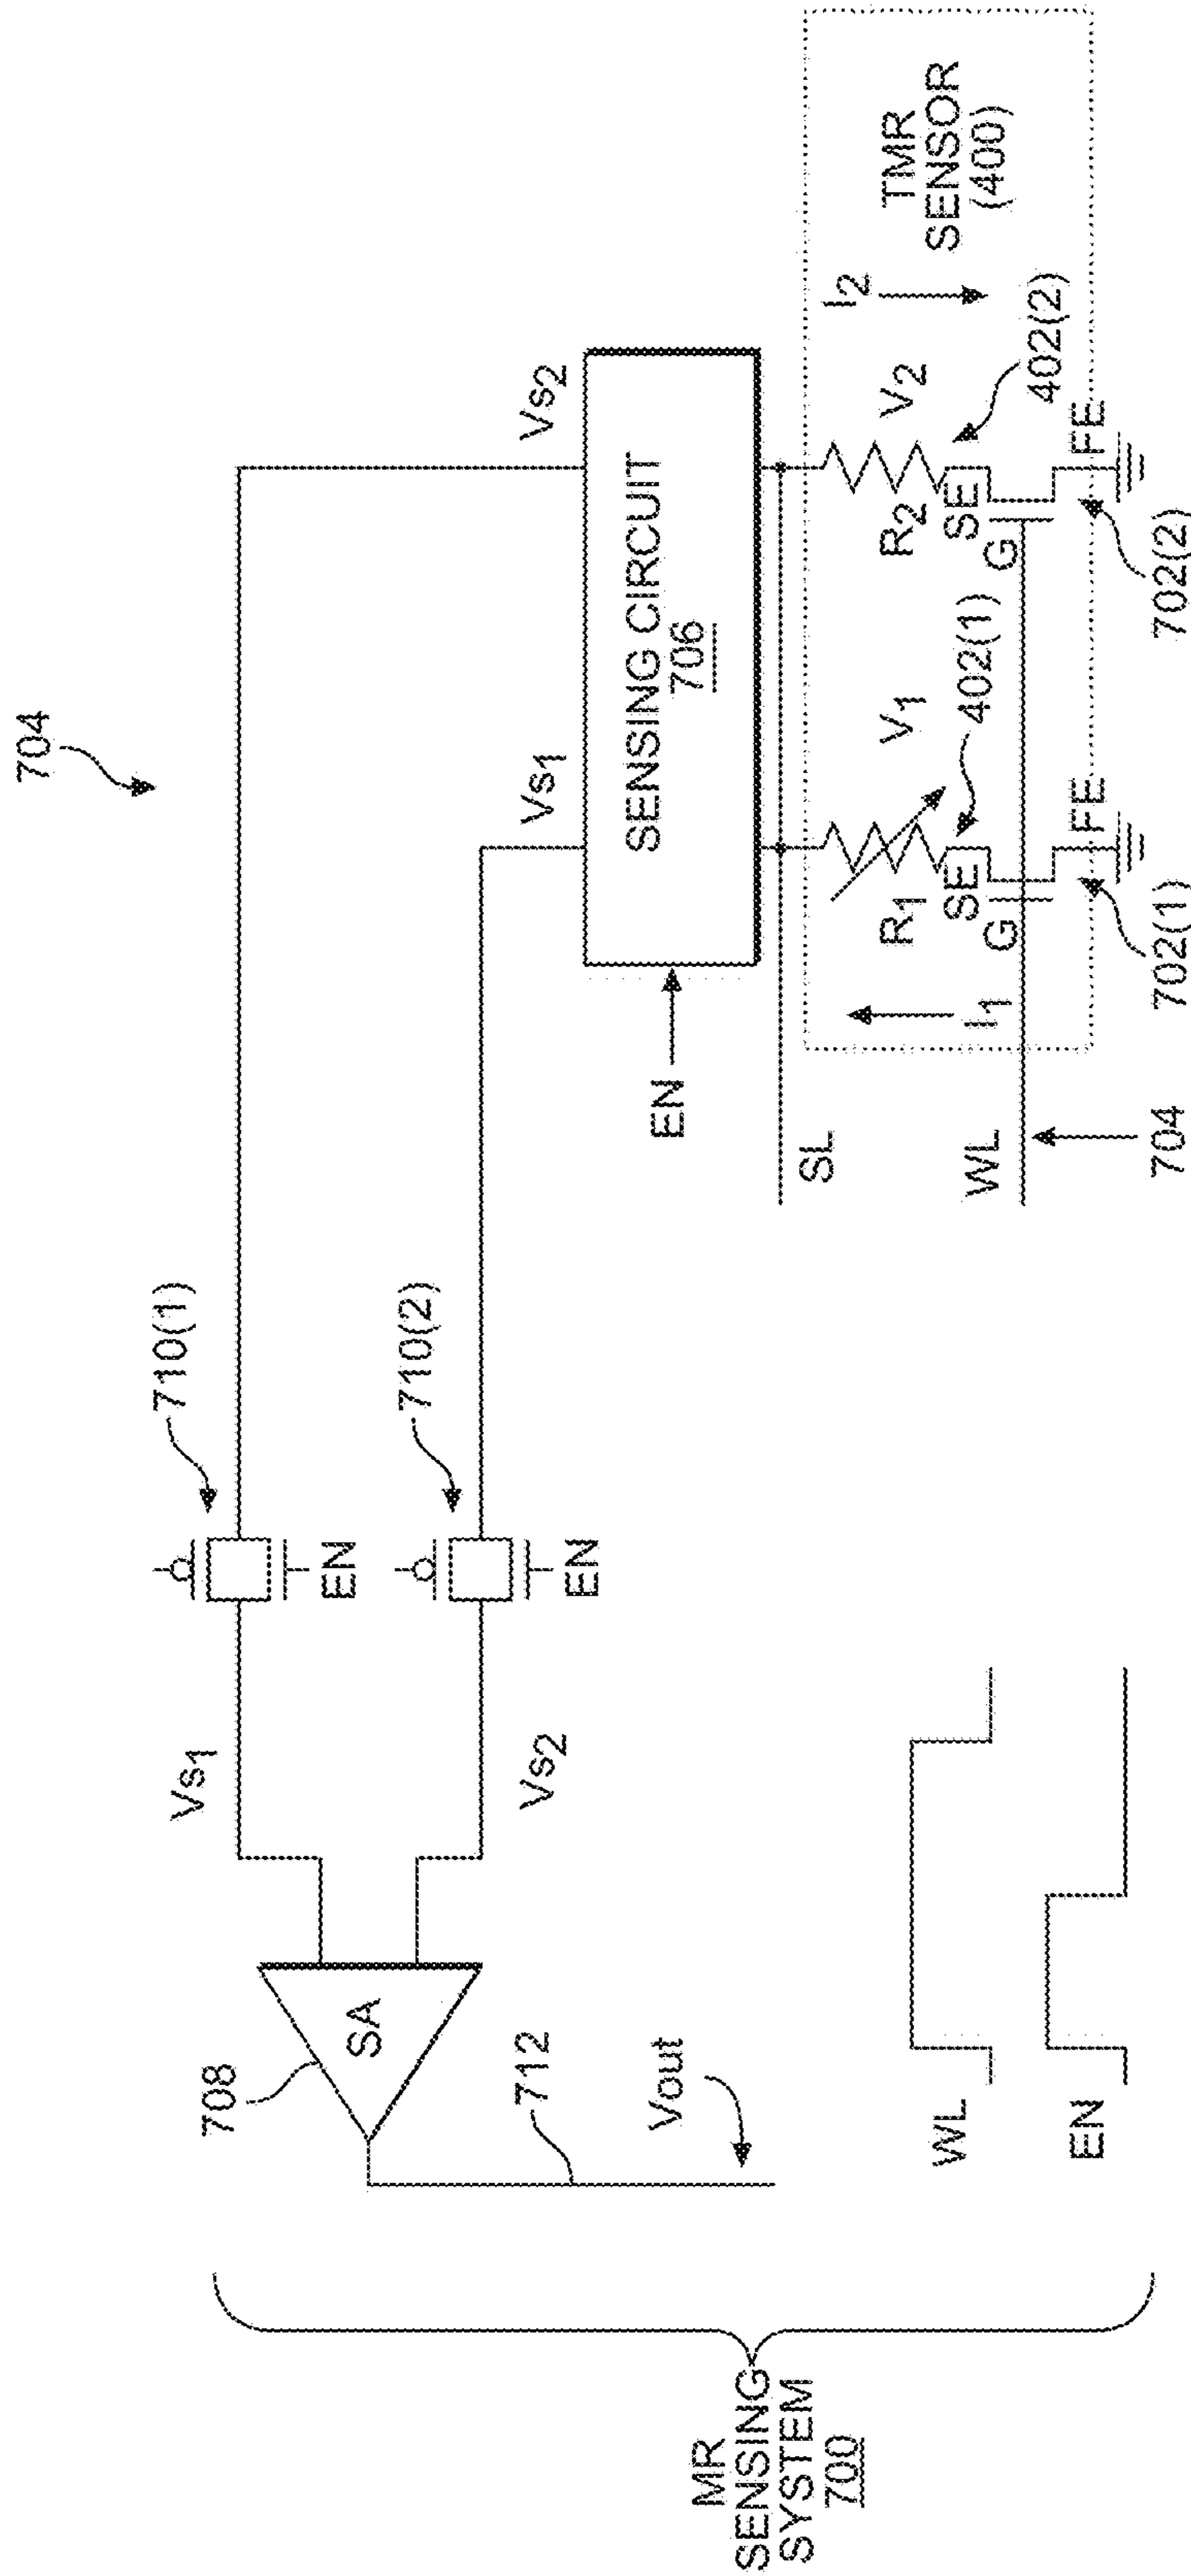 704
710(1)
Vs1
EN
708
SA
710(2)
Vs2
EN
712
Vout
Vs1
Vs2
EN
SENSING CIRCUIT
706
SL
WL
704
I1
R1
V1
SE
G
402(1)
FE
702(1)
R2
V2
SE
G
402(2)
FE
702(2)
I2
TMR
SENSOR
(400)
WL
EN
MR
SENSING
SYSTEM
700